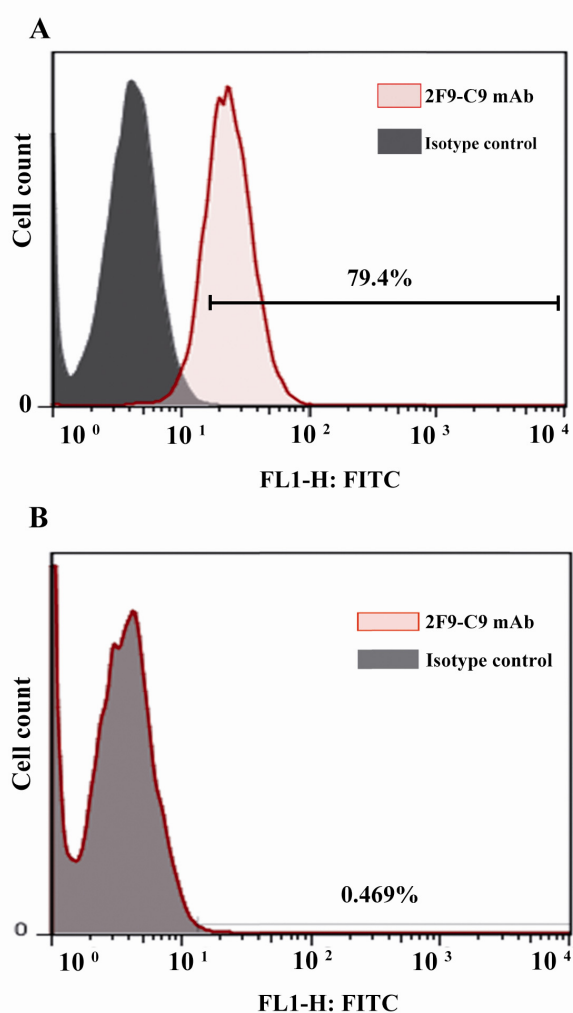 A
2F9-C9 mAb
Isotype control
Cell count
79.4%
0
10 0 10 1 10 2 10 3 10 4
FL1-H: FITC
B
2F9-C9 mAb
Isotype control
Cell count
0.469%
0
10 0 10 1 10 2 10 3 10 4
FL1-H: FITC